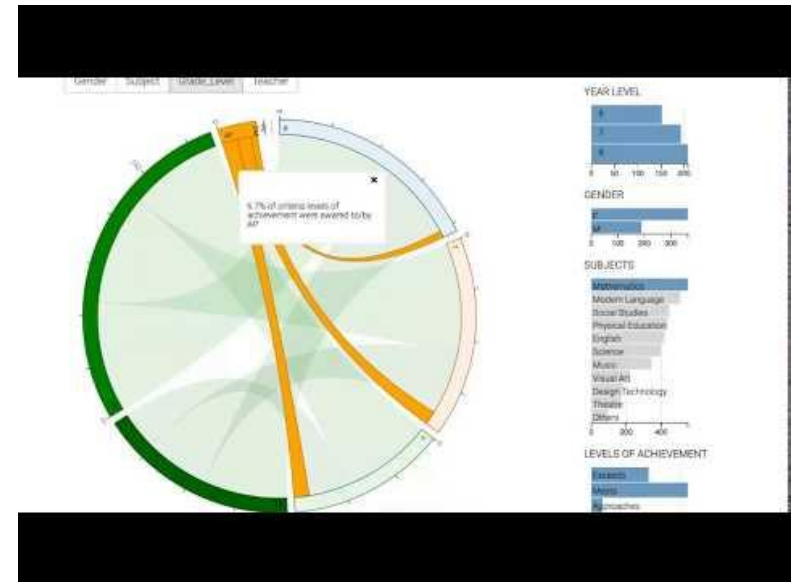 Gender Subject Grade_Level Teacher
6.7% of criteria levels of
achievement were awared to/by
AP
YEAR LEVEL
6
7
8
0 50 100 150 200
GENDER
F
M
0 100 200 300
SUBJECTS
Mathematics
Modern Language
Social Studies
Physical Education
English
Science
Music
Visual Art
Design Technology
Theatre
Others
0 200 400
LEVELS OF ACHIEVEMENT
Exceeds
Meets
Approaches